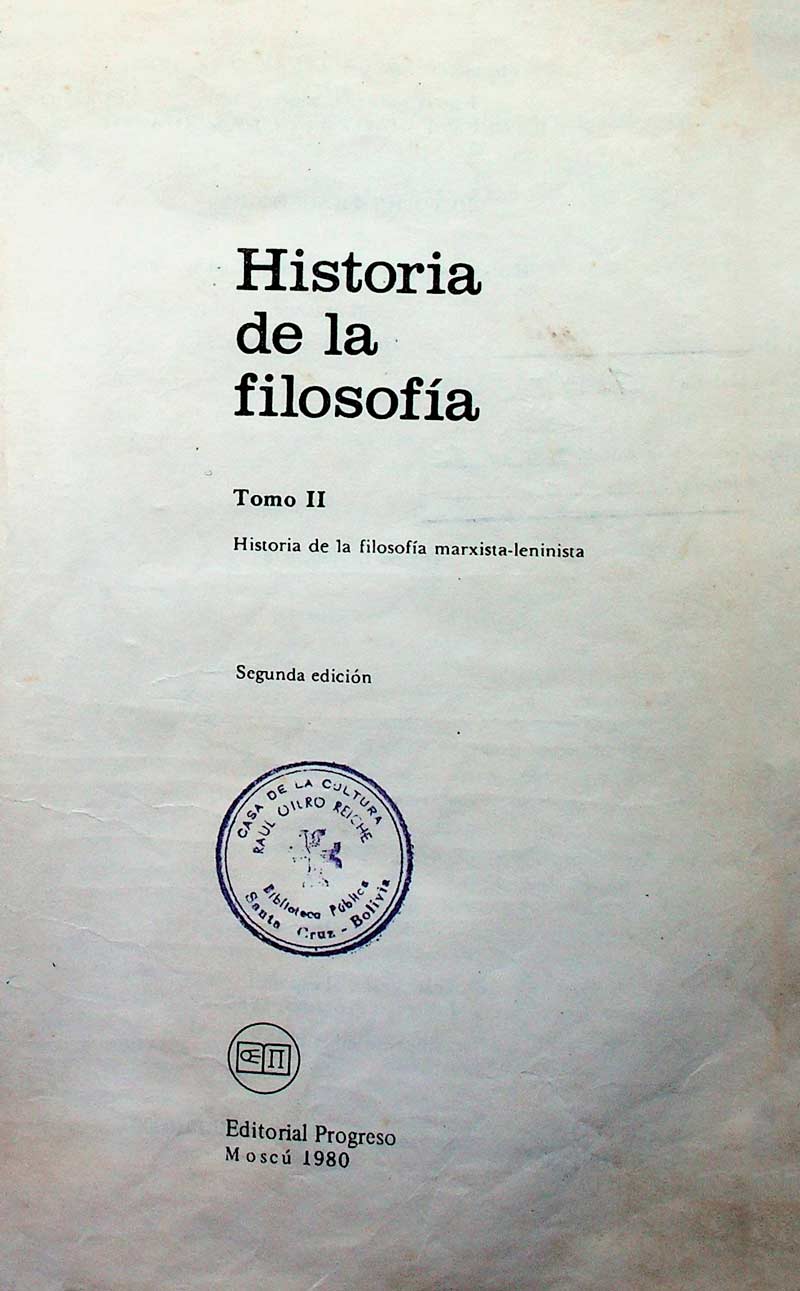 Historia
de la
filosofía
Tomo II
Historia de la filosofía marxista-leninista
Segunda edición
CASA DE LA CULTURA
RAUL OTERO REICHE
Biblioteca Pública
Santa Cruz - Bolivia
Editorial Progreso
Moscú 1980